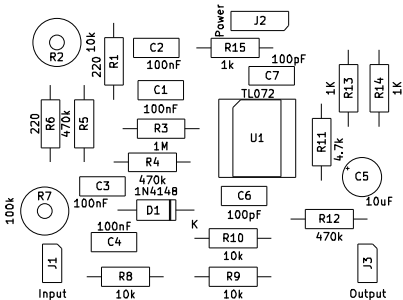 Power
J2
R2
10k
R1
220
C2
100nF
R15
1k
100pF
C7
C1
100nF
TL072
U1
R13
1K
R14
1K
R6
220
R5
470k
R3
1M
R4
470k
R11
4.7k
C5
+
10uF
C3
100nF
1N4148
D1
K
C6
100pF
R7
100k
100nF
C4
R12
470k
R10
10k
J1
Input
R8
10k
R9
10k
J3
Output